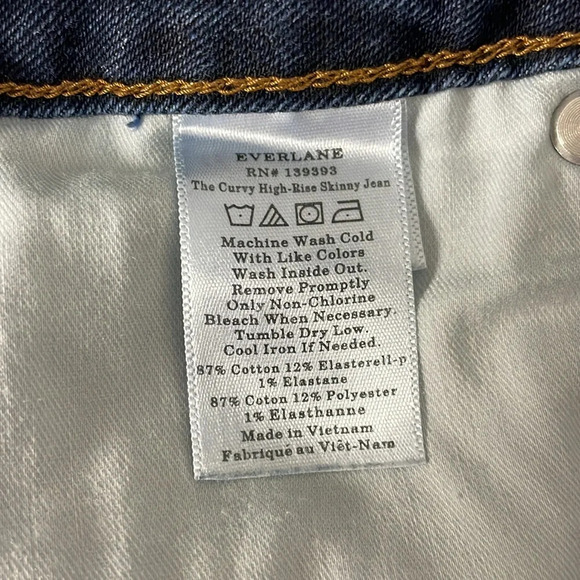 EVERLANE
RN# 139393
The Curvy High-Rise Skinny Jean
Machine Wash Cold
With Like Colors
Wash Inside Out.
Remove Promptly
Only Non-Chlorine
Bleach When Necessary.
Tumble Dry Low.
Cool Iron If Needed.
87% Cotton 12% Elasterell-p
1% Elastane
87% Coton 12% Polyester
1% Elasthanne
Made in Vietnam
Fabriqué au Viêt-Nam